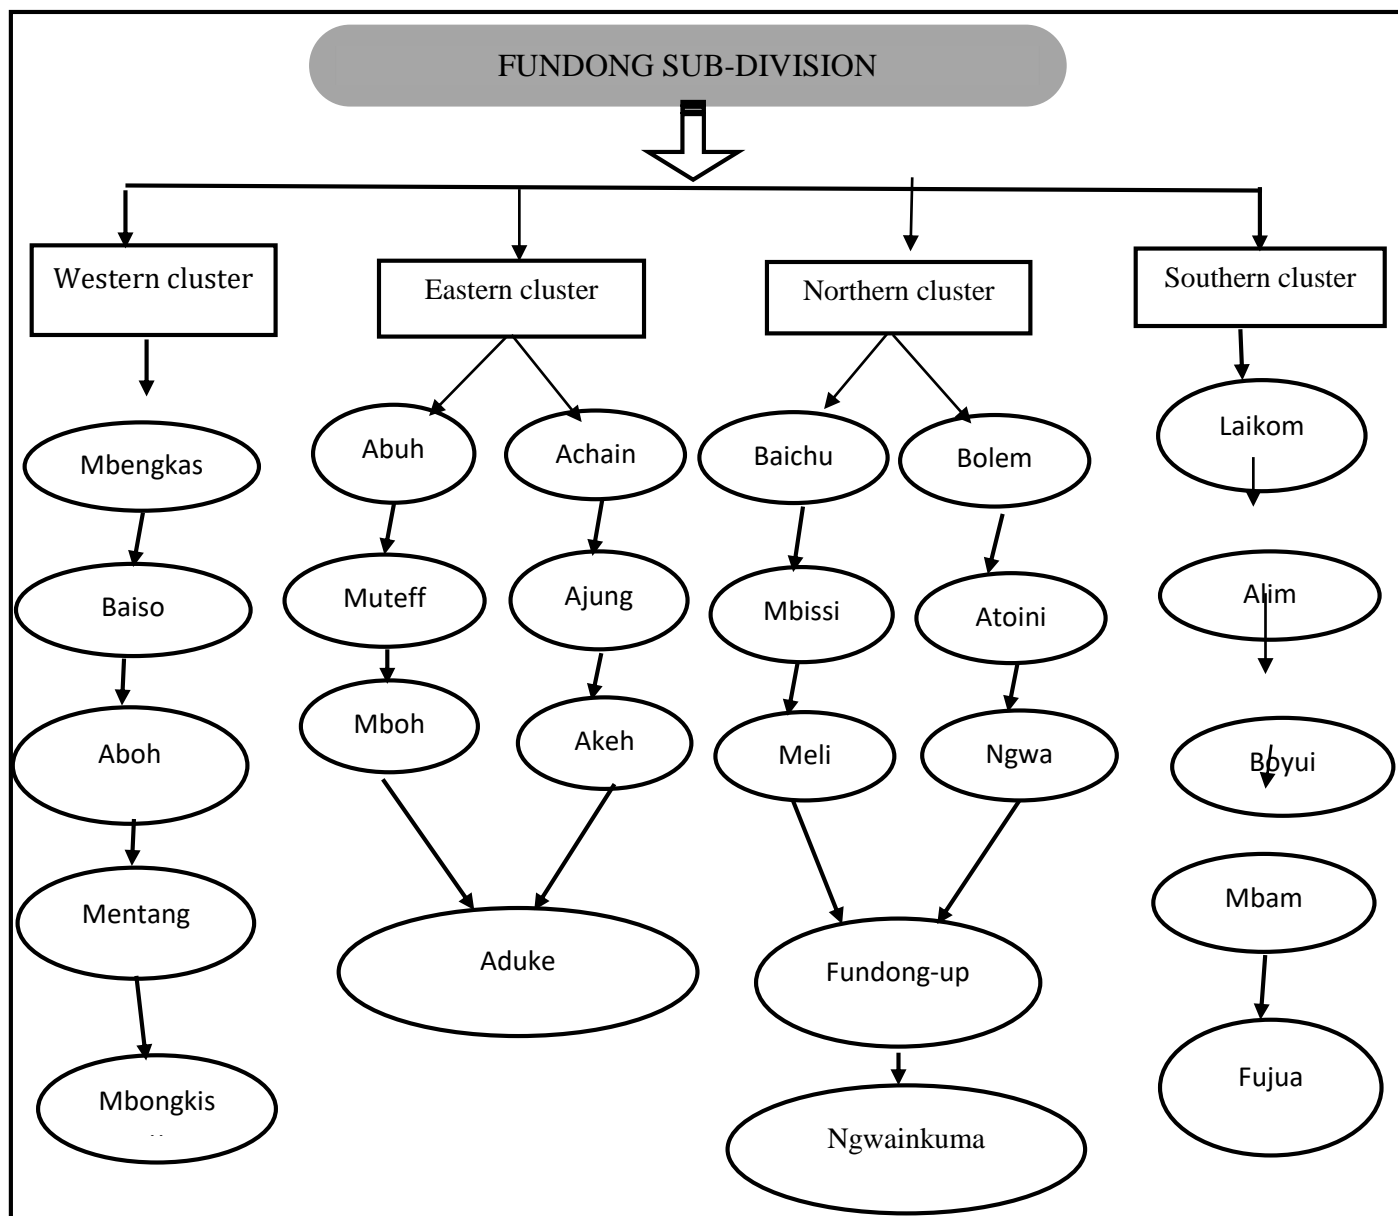 FUNDONG SUB-DIVISION
Western cluster
Eastern cluster
Northern cluster
Southern cluster
Mbengkas
Baiso
Aboh
Mentang
Mbongkis
Abuh
Muteff
Mboh
Achain
Ajung
Akeh
Aduke
Baichu
Mbissi
Meli
Bolem
Atoini
Ngwa
Fundong-up
Ngwainkuma
Laikom
Alim
Boyui
Mbam
Fujua